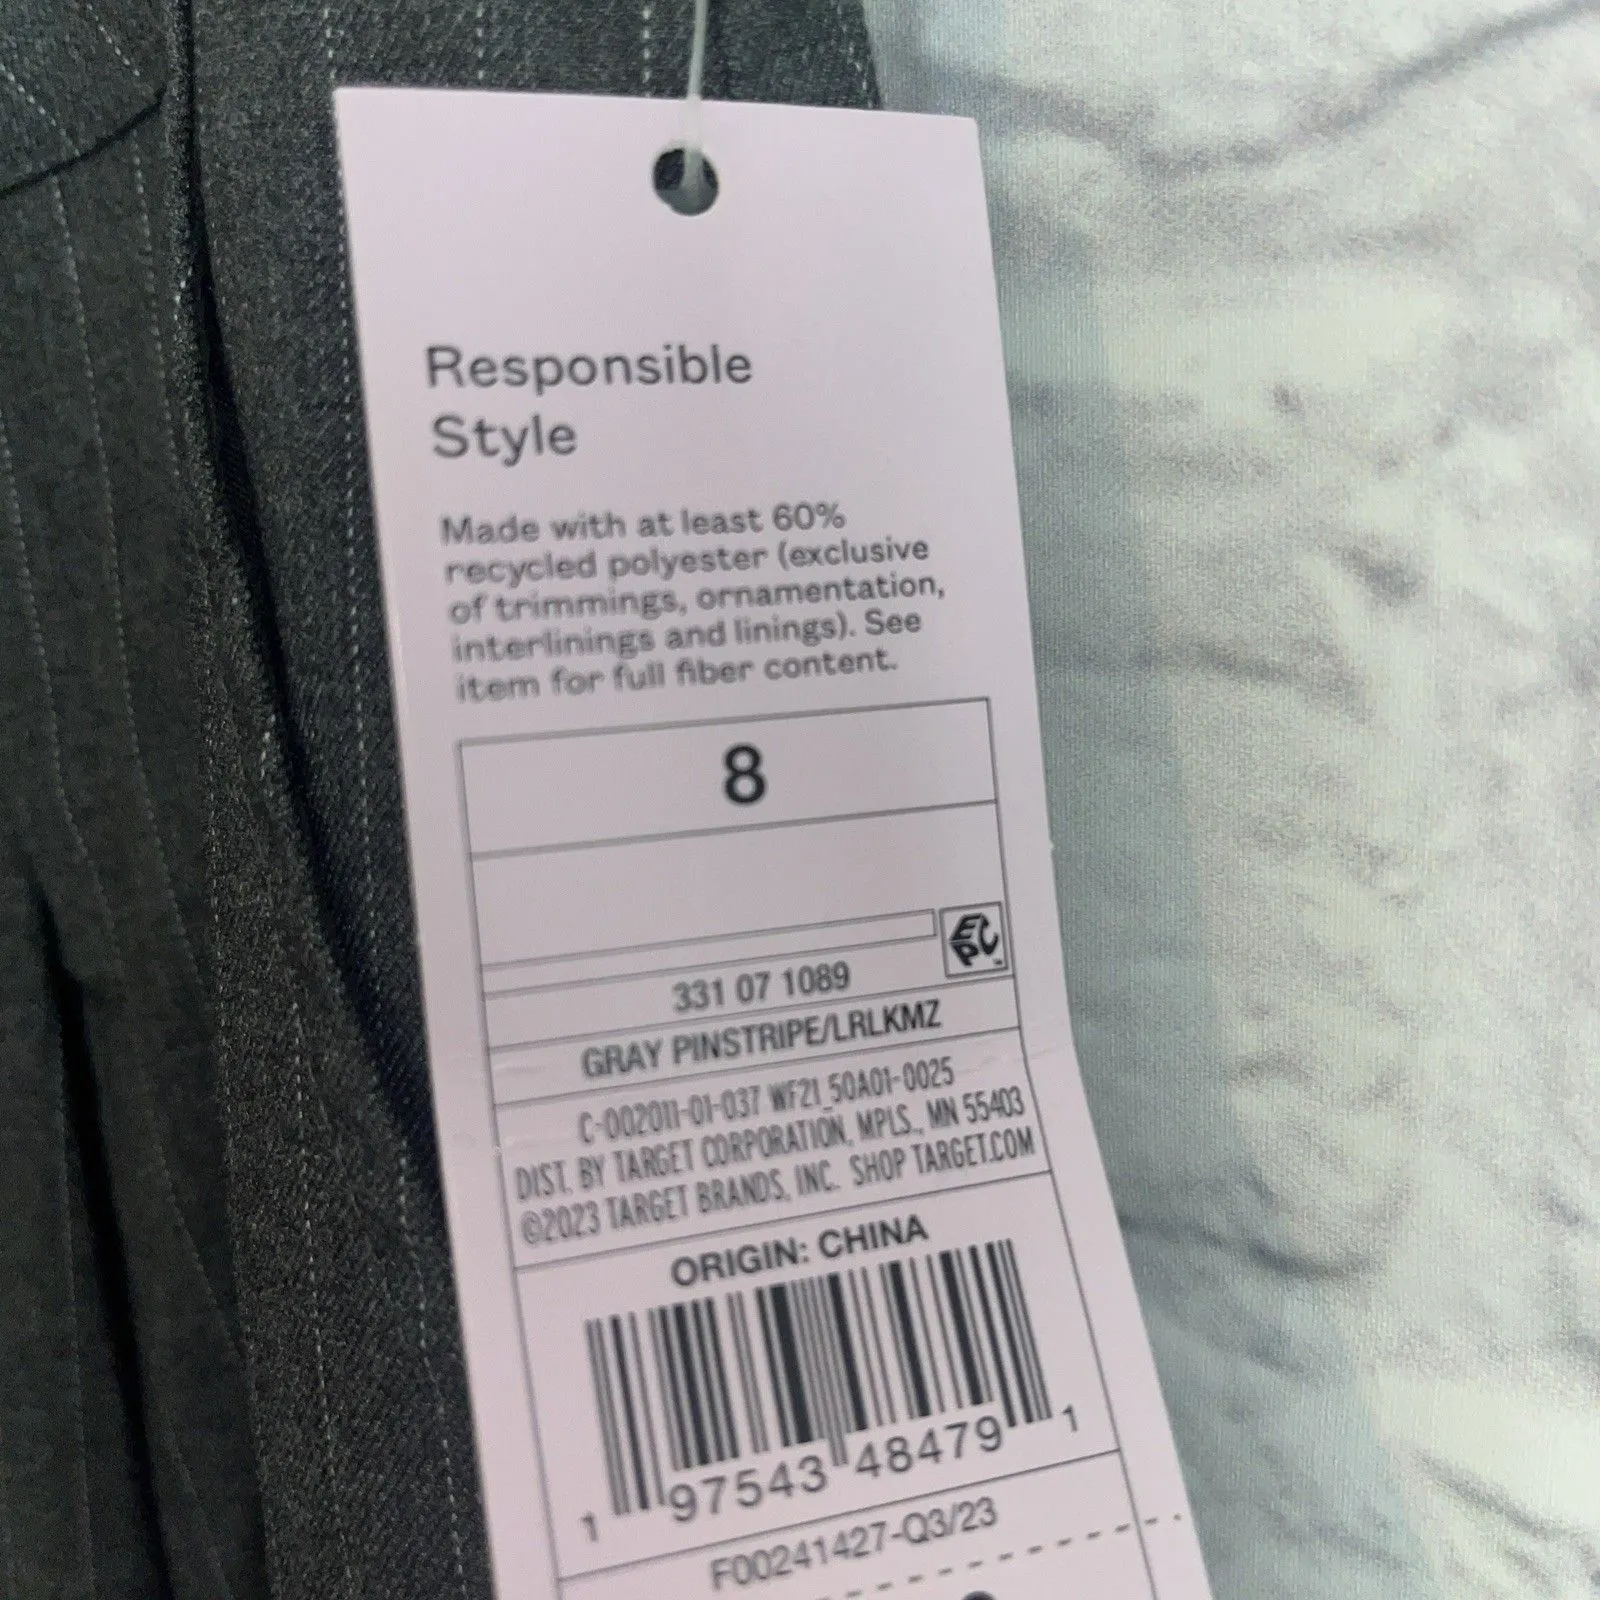 Responsible
Style
Made with at least 60%
recycled polyester (exclusive
of trimmings, ornamentation,
interlinings and linings). See
item for full fiber content.
8
EPC
331 07 1089
GRAY PINSTRIPE/LRLKMZ
C-002011-01-037 WF21_50A01-0025
DIST. BY TARGET CORPORATION, MPLS., MN 55403
©2023 TARGET BRANDS, INC. SHOP TARGET.COM
ORIGIN: CHINA
1 97543 48479 1
F00241427-Q3/23